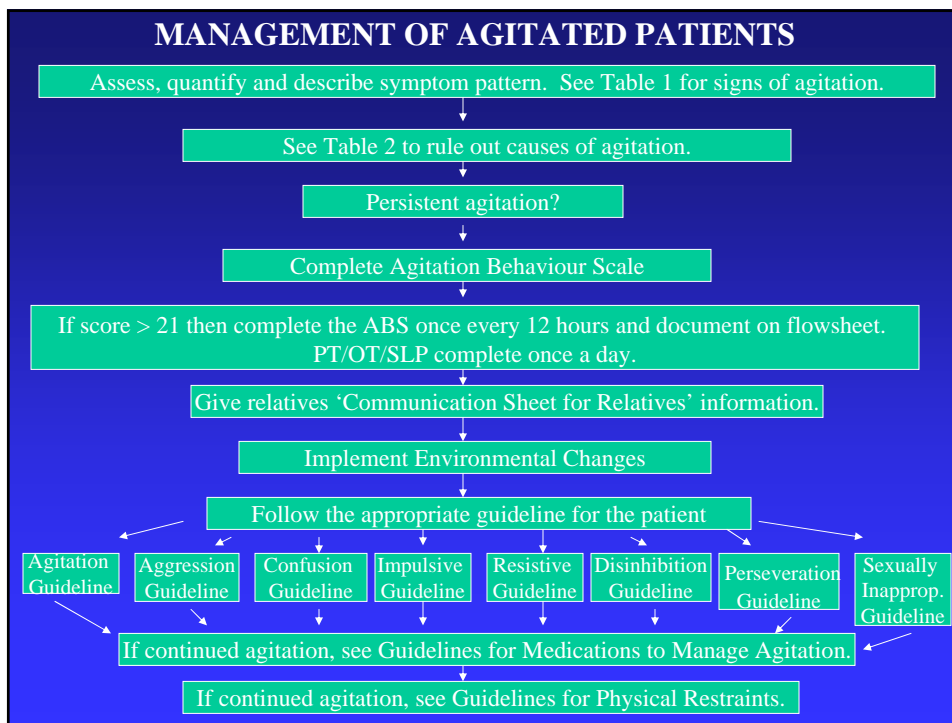 MANAGEMENT OF AGITATED PATIENTS
Assess, quantify and describe symptom pattern. See Table 1 for signs of agitation.
See Table 2 to rule out causes of agitation.
Persistent agitation?
Complete Agitation Behaviour Scale
If score > 21 then complete the ABS once every 12 hours and document on flowsheet.
PT/OT/SLP complete once a day.
Give relatives ‘Communication Sheet for Relatives’ information.
Implement Environmental Changes
Follow the appropriate guideline for the patient
Agitation
Guideline
Aggression
Guideline
Confusion
Guideline
Impulsive
Guideline
Resistive
Guideline
Disinhibition
Guideline
Perseveration
Guideline
Sexually
Inapprop.
Guideline
If continued agitation, see Guidelines for Medications to Manage Agitation.
If continued agitation, see Guidelines for Physical Restraints.